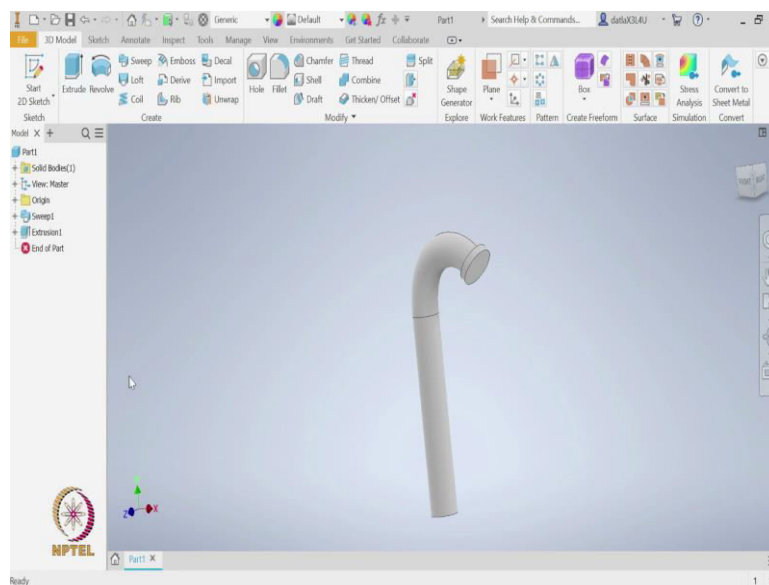 Generic Default Part1 Search Help & Commands... datlaX3L4U
File 3D Model Sketch Annotate Inspect Tools Manage View Environments Get Started Collaborate
Start 2D Sketch Extrude Revolve Sweep Emboss Decal Hole Fillet Chamfer Thread Split Shape Generator Plane Box Stress Analysis Convert to Sheet Metal
Loft Derive Import Shell Combine
Coil Rib Unwrap Draft Thicken/ Offset
Sketch Create Modify Explore Work Features Pattern Create Freeform Surface Simulation Convert
Model
Part1
Solid Bodies(1)
View: Master
Origin
Sweep1
Extrusion1
End of Part
Z X
NPTEL
Part1
Ready 1